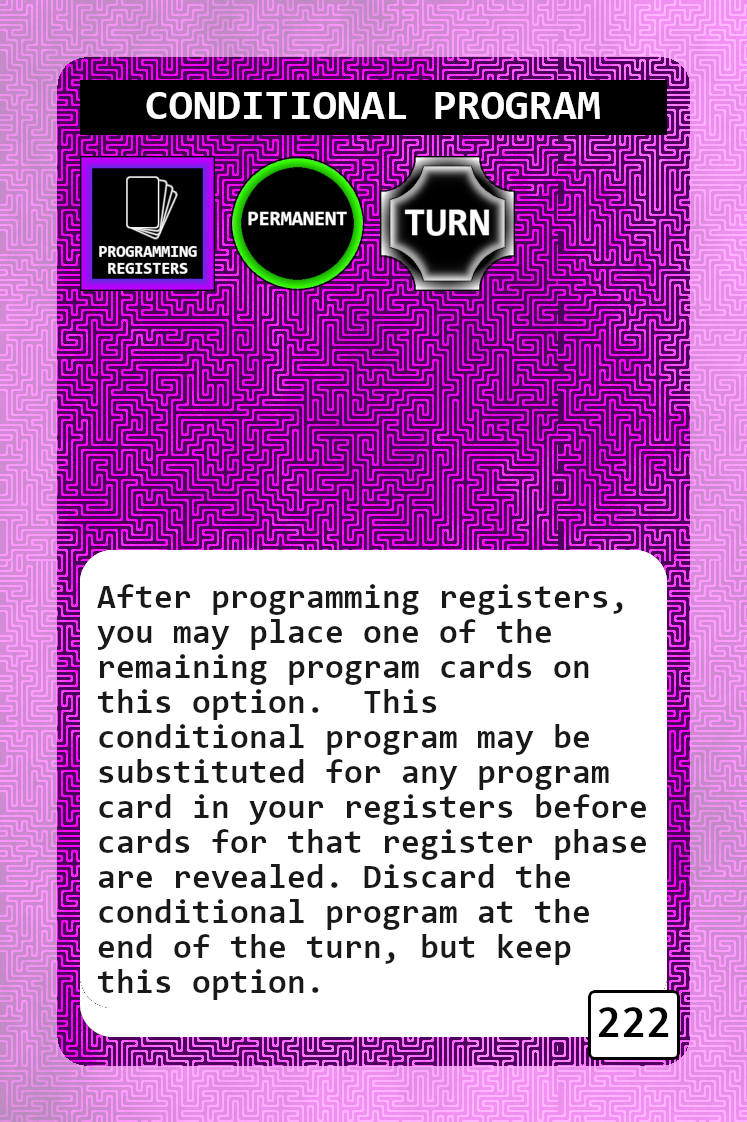 CONDITIONAL PROGRAM
PROGRAMMING
REGISTERS
PERMANENT
TURN
After programming registers,
you may place one of the
remaining program cards on
this option.  This
conditional program may be
substituted for any program
card in your registers before
cards for that register phase
are revealed. Discard the
conditional program at the
end of the turn, but keep
this option.
222